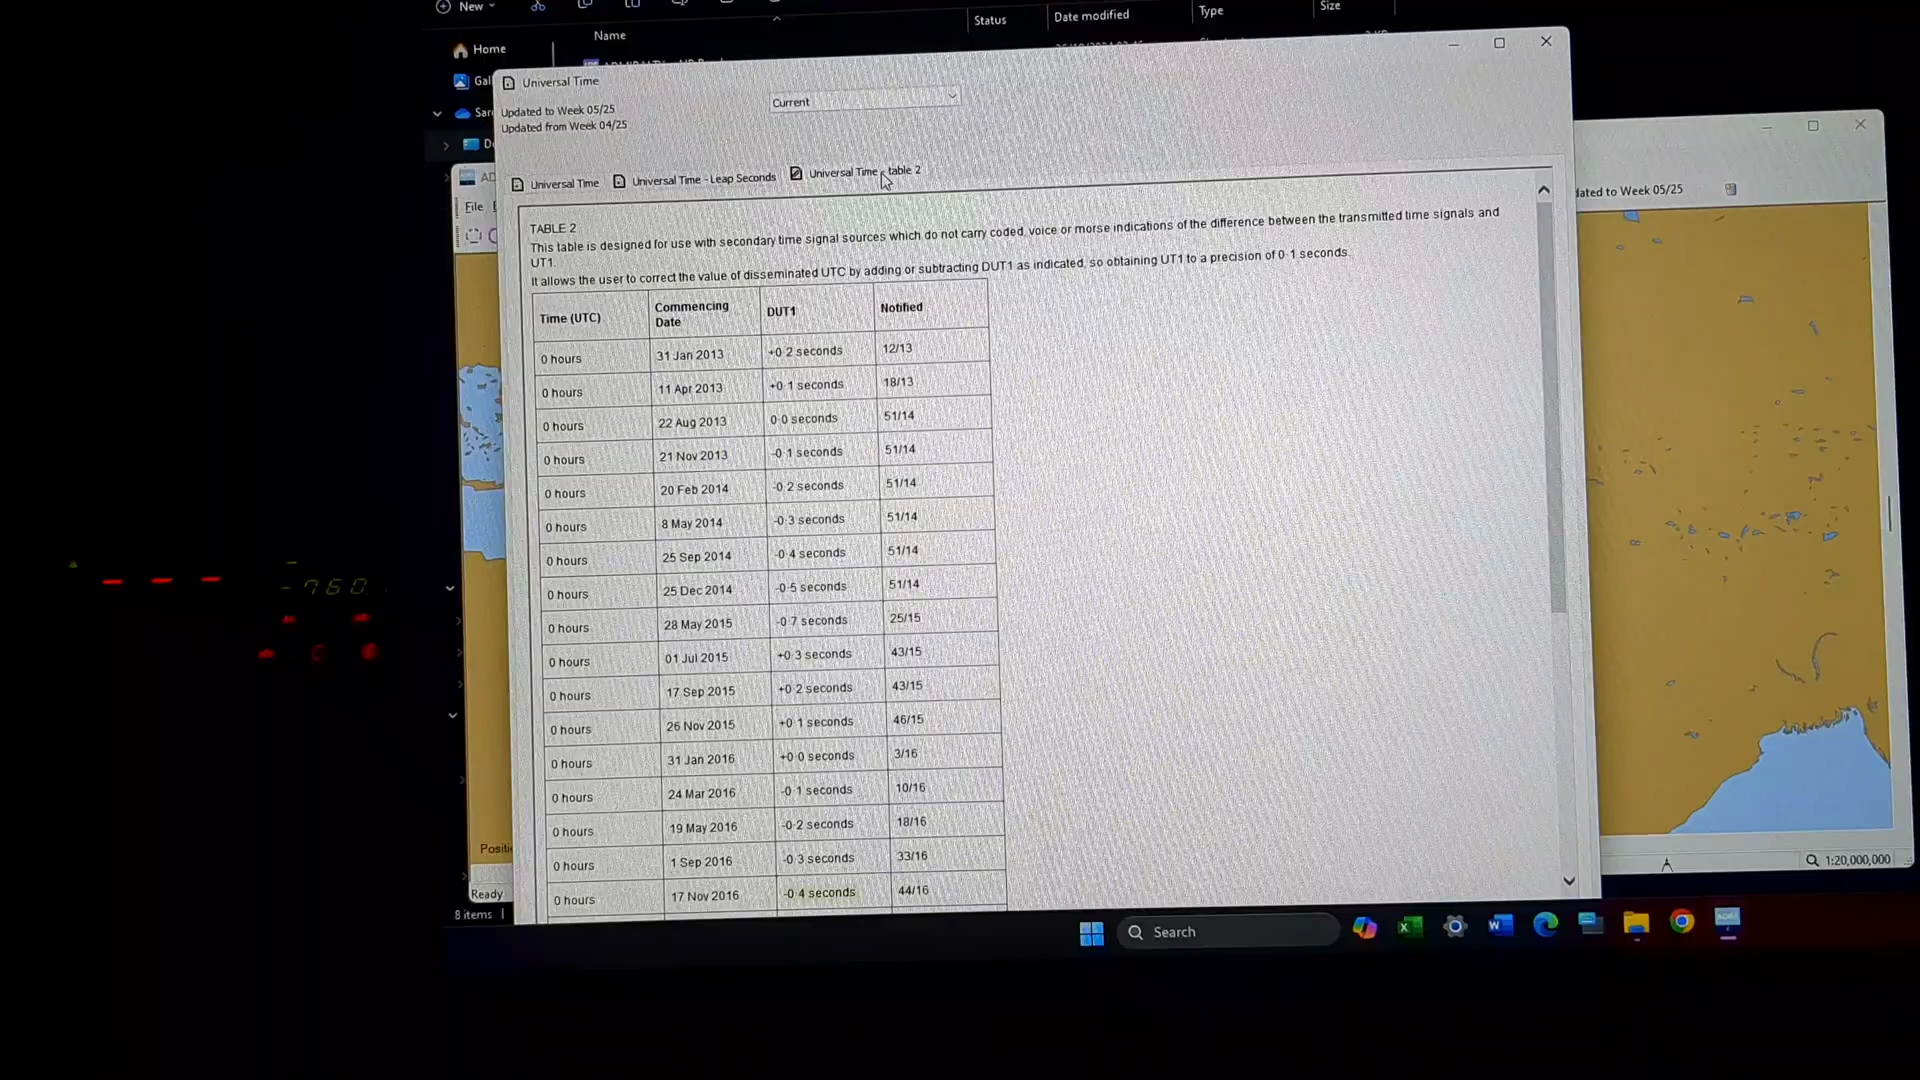 New
Status
Date modified
Type
Size
Name
Home
Universal Time
Updated to Week 05/25
Updated from Week 04/25
Current
Universal Time
Universal Time - Leap Seconds
Universal Time - table 2
File
dated to Week 05/25
TABLE 2
This table is designed for use with secondary time signal sources which do not carry coded, voice or morse indications of the difference between the transmitted time signals and
UT1.
It allows the user to correct the value of disseminated UTC by adding or subtracting DUT1 as indicated, so obtaining UT1 to a precision of 0·1 seconds.
Time (UTC) Commencing Date DUT1 Notified
0 hours 31 Jan 2013 +0·2 seconds 12/13
0 hours 11 Apr 2013 +0·1 seconds 18/13
0 hours 22 Aug 2013 0·0 seconds 51/14
0 hours 21 Nov 2013 -0·1 seconds 51/14
0 hours 20 Feb 2014 -0·2 seconds 51/14
0 hours 8 May 2014 -0·3 seconds 51/14
0 hours 25 Sep 2014 -0·4 seconds 51/14
0 hours 25 Dec 2014 -0·5 seconds 51/14
0 hours 28 May 2015 -0·7 seconds 25/15
0 hours 01 Jul 2015 +0·3 seconds 43/15
0 hours 17 Sep 2015 +0·2 seconds 43/15
0 hours 26 Nov 2015 +0·1 seconds 46/15
0 hours 31 Jan 2016 +0·0 seconds 3/16
0 hours 24 Mar 2016 -0·1 seconds 10/16
0 hours 19 May 2016 -0·2 seconds 18/16
0 hours 1 Sep 2016 -0·3 seconds 33/16
0 hours 17 Nov 2016 -0·4 seconds 44/16
-760
Ready
1:20,000,000
8 items
Search